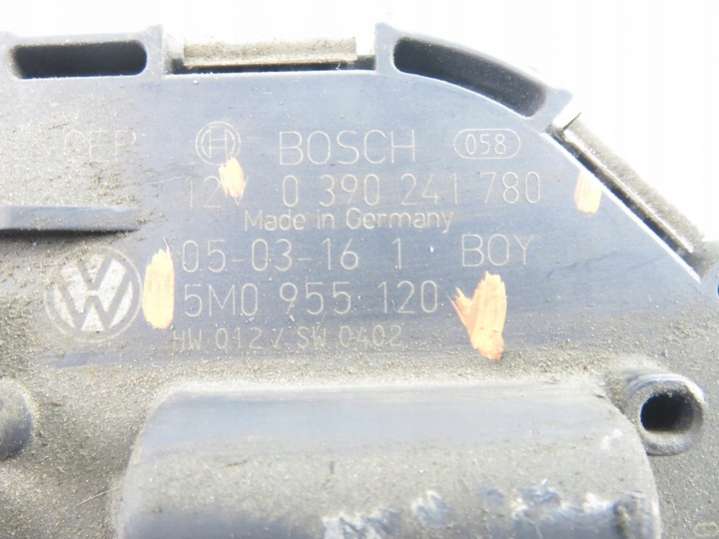 BOSCH 058
12V 0 390 241 780
Made in Germany
05-03-16 1 BOY
5M0 955 120
HW 012 / SW 0402